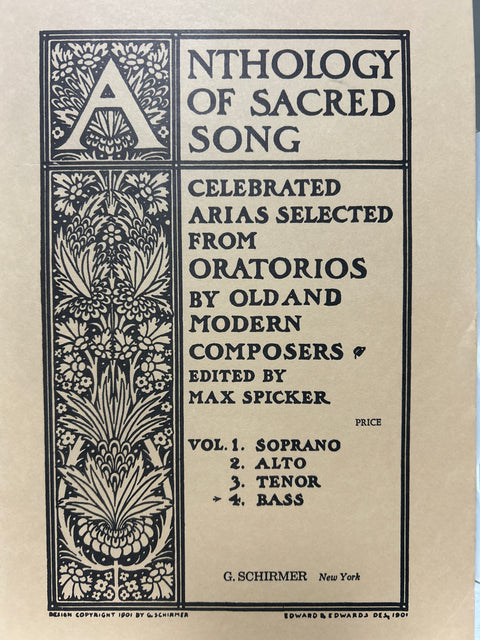 ANTHOLOGY
OF SACRED
SONG
CELEBRATED
ARIAS SELECTED
FROM
ORATORIOS
BY OLD AND
MODERN
COMPOSERS
EDITED BY
MAX SPICKER
PRICE
VOL. 1. SOPRANO
2. ALTO
3. TENOR
4. BASS
G. SCHIRMER New York
DESIGN COPYRIGHT 1901 BY G. SCHIRMER
EDWARD B. EDWARDS DES, 1901